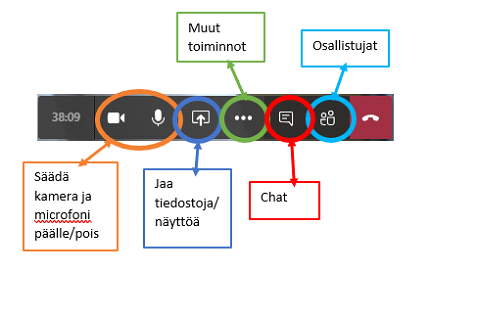 Muut
toiminnot
Osallistujat
38:09
Säädä
kamera ja
microfoni
päälle/pois
Jaa
tiedostoja/
näyttöä
Chat